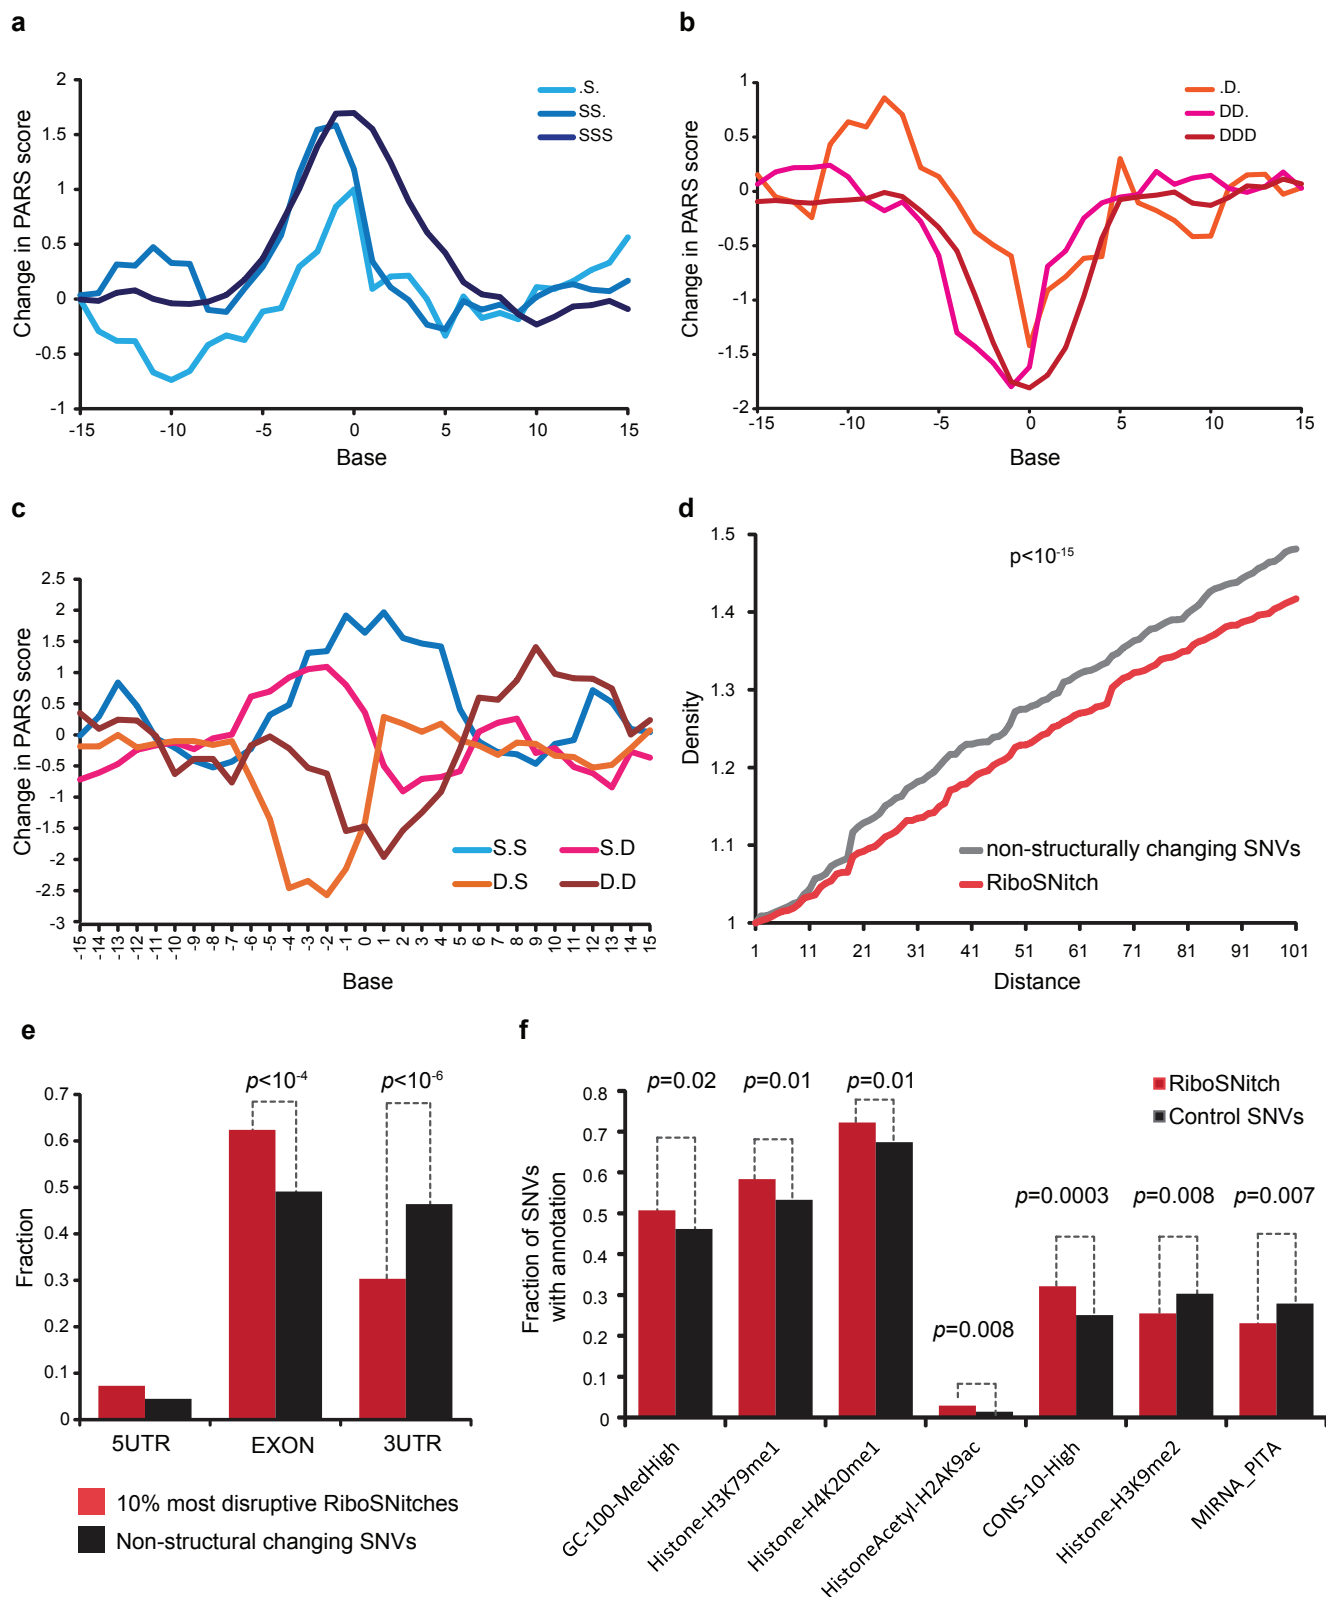 a
2
1.5
1
0.5
0
-0.5
-1
Change in PARS score
-15 -10 -5 0 5 10 15
Base
.S.
SS.
SSS
b
1
0.5
0
-0.5
-1
-1.5
-2
Change in PARS score
-15 -10 -5 0 5 10 15
Base
.D.
DD.
DDD
c
2.5
2
1.5
1
0.5
0
-0.5
-1
-1.5
-2
-2.5
-3
Change in PARS score
-15 -14 -13 -12 -11 -10 -9 -8 -7 -6 -5 -4 -3 -2 -1 0 1 2 3 4 5 6 7 8 9 10 11 12 13 14 15
Base
S.S S.D
D.S D.D
d
1.5
1.4
1.3
1.2
1.1
1
Density
p<10-15
non-structurally changing SNVs
RiboSNitch
1 11 21 31 41 51 61 71 81 91 101
Distance
e
0.7
0.6
0.5
0.4
0.3
0.2
0.1
0
Fraction
p<10-4 p<10-6
5UTR EXON 3UTR
10% most disruptive RiboSNitches
Non-structural changing SNVs
f
0.8
0.7
0.6
0.5
0.4
0.3
0.2
0.1
0
Fraction of SNVs
with annotation
p=0.02 p=0.01 p=0.01
RiboSNitch
Control SNVs
p=0.0003 p=0.008 p=0.007
p=0.008
GC-100-MedHigh
Histone-H3K79me1
Histone-H4K20me1
HistoneAcetyl-H2AK9ac
CONS-10-High
Histone-H3K9me2
MIRNA_PITA